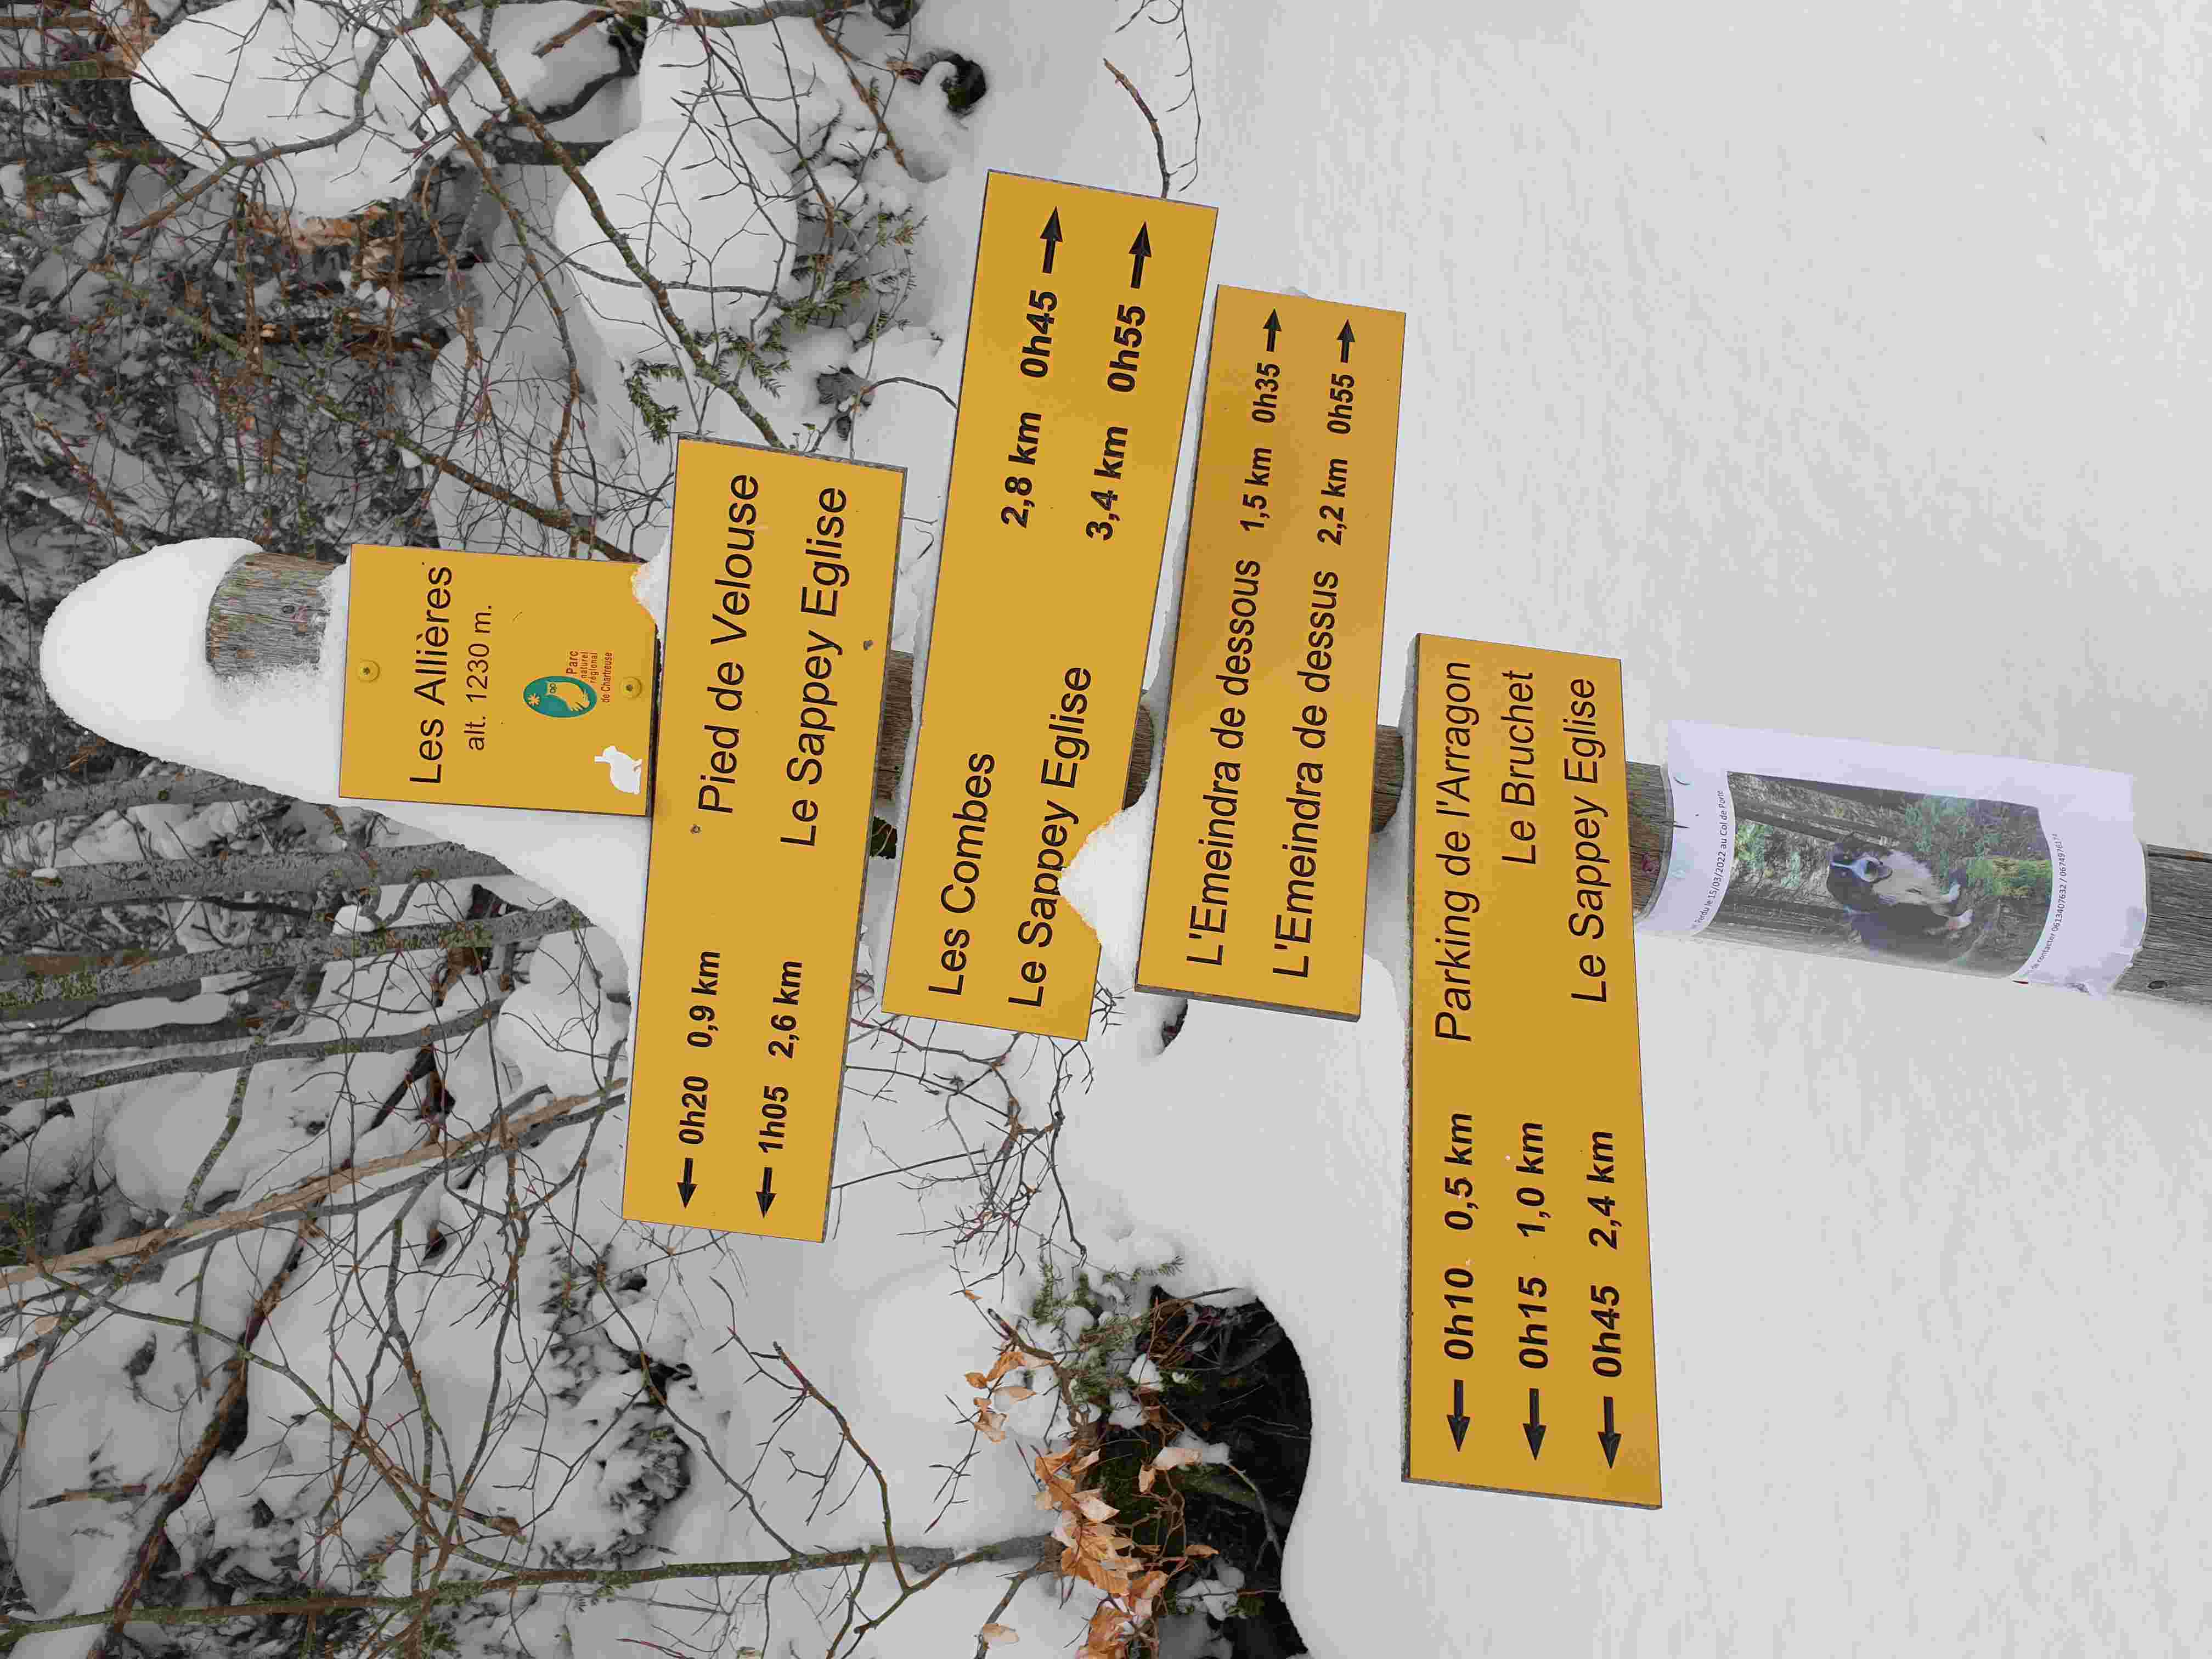 Les Allières
alt. 1230 m.
Parc
naturel
régional
de Chartreuse
0h20 0,9 km Pied de Velouse
1h05 2,6 km Le Sappey Eglise
Les Combes 2,8 km 0h45
Le Sappey Eglise 3,4 km 0h55
L'Emeindra de dessous 1,5 km 0h35
L'Emeindra de dessus 2,2 km 0h55
0h10 0,5 km Parking de l'Arragon
0h15 1,0 km Le Bruchet
0h45 2,4 km Le Sappey Eglise
Perdu le 15/03/2022 au Col de Porte
contacter 0613407632 /